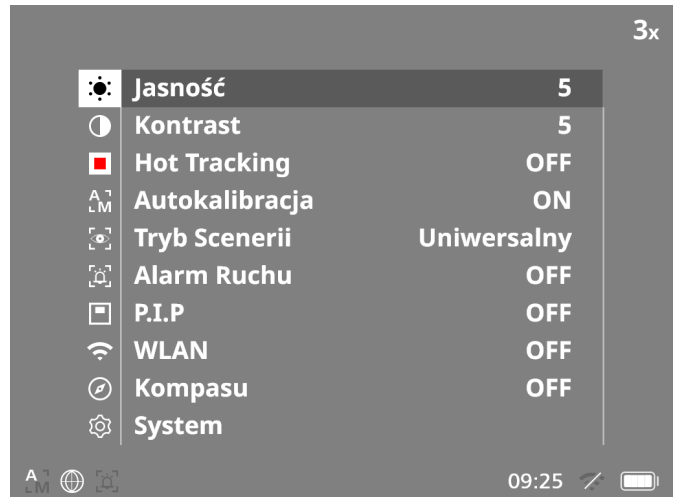 3x
Jasność 5
Kontrast 5
Hot Tracking OFF
Autokalibracja ON
Tryb Scenerii Uniwersalny
Alarm Ruchu OFF
P.I.P OFF
WLAN OFF
Kompasu OFF
System
A M 09:25